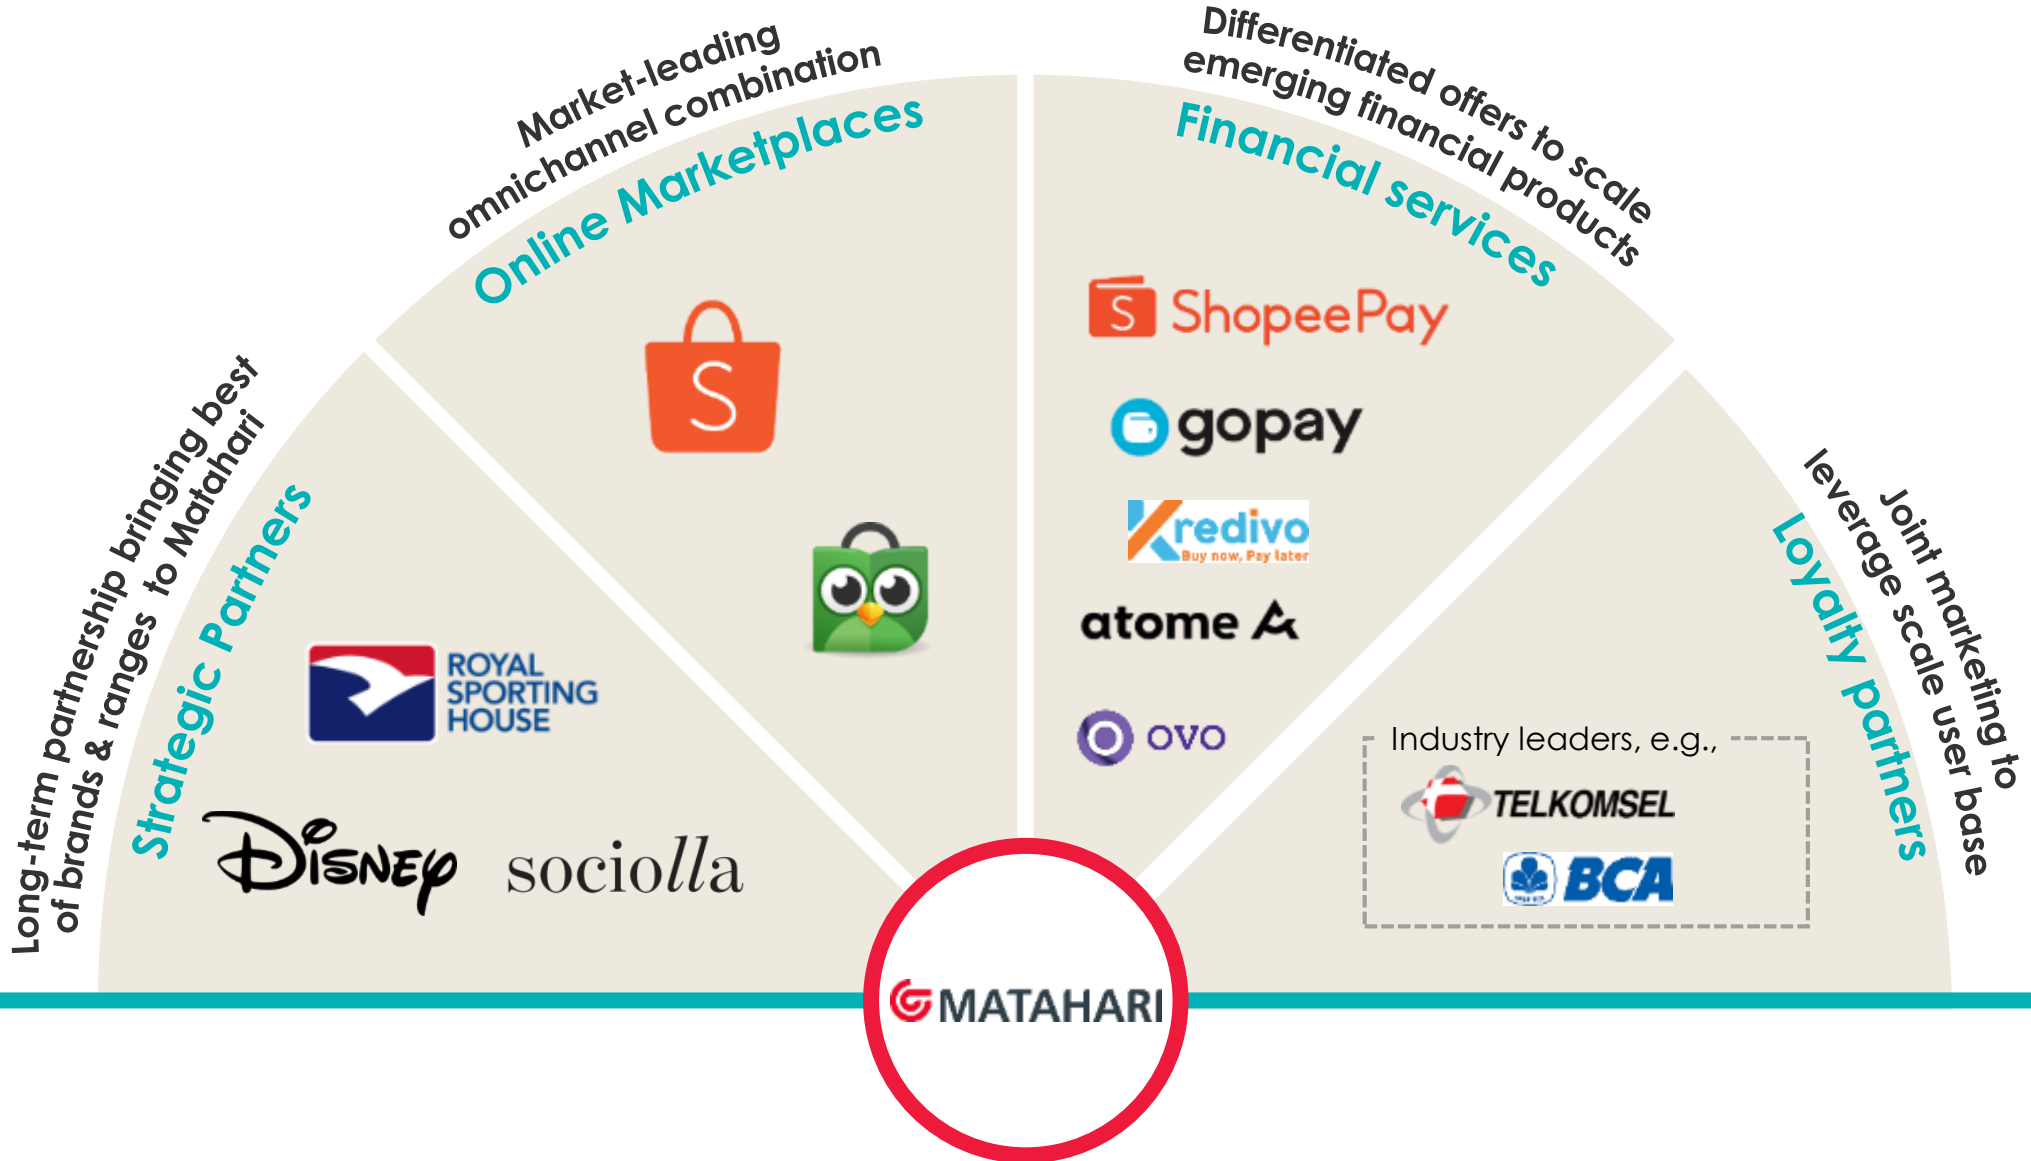 Long-term partnership bringing best
of brands & ranges to Matahari
Strategic Partners
ROYAL
SPORTING
HOUSE
DISNEY
sociolla
Market-leading
omnichannel combination
Online Marketplaces
S
Differentiated offers to scale
emerging financial products
Financial services
S ShopeePay
gopay
Kredivo
Buy now, Pay later
atome A
OVO
Joint marketing to
leverage scale user base
Loyalty partners
Industry leaders, e.g.,
TELKOMSEL
BCA
MATAHARI